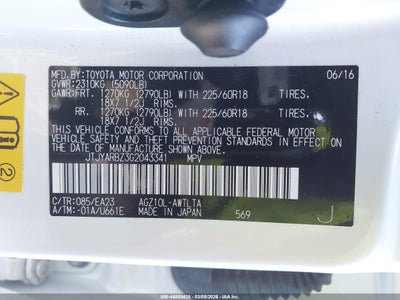 MFD.BY:TOYOTA MOTOR CORPORATION 06/16
GVWR:2310KG (5090LB)
GAWR:FRT. 1270KG (2790LB) WITH 225/60R18 TIRES.
18X7 1/2J RIMS.
RR. 1270KG (2790LB) WITH 225/60R18 TIRES.
18X7 1/2J RIMS.
THIS VEHICLE CONFORMS TO ALL APPLICABLE FEDERAL MOTOR
VEHICLE SAFETY AND THEFT PREVENTION STANDARDS IN EFFECT ON
THE DATE OF MANUFACTURE SHOWN ABOVE.
JTJYARBZ3G2043341 MPV
C/TR:085/EA23 AGZ10L-AWTLTA
A/TM:-01A/U661E MADE IN JAPAN 569 J